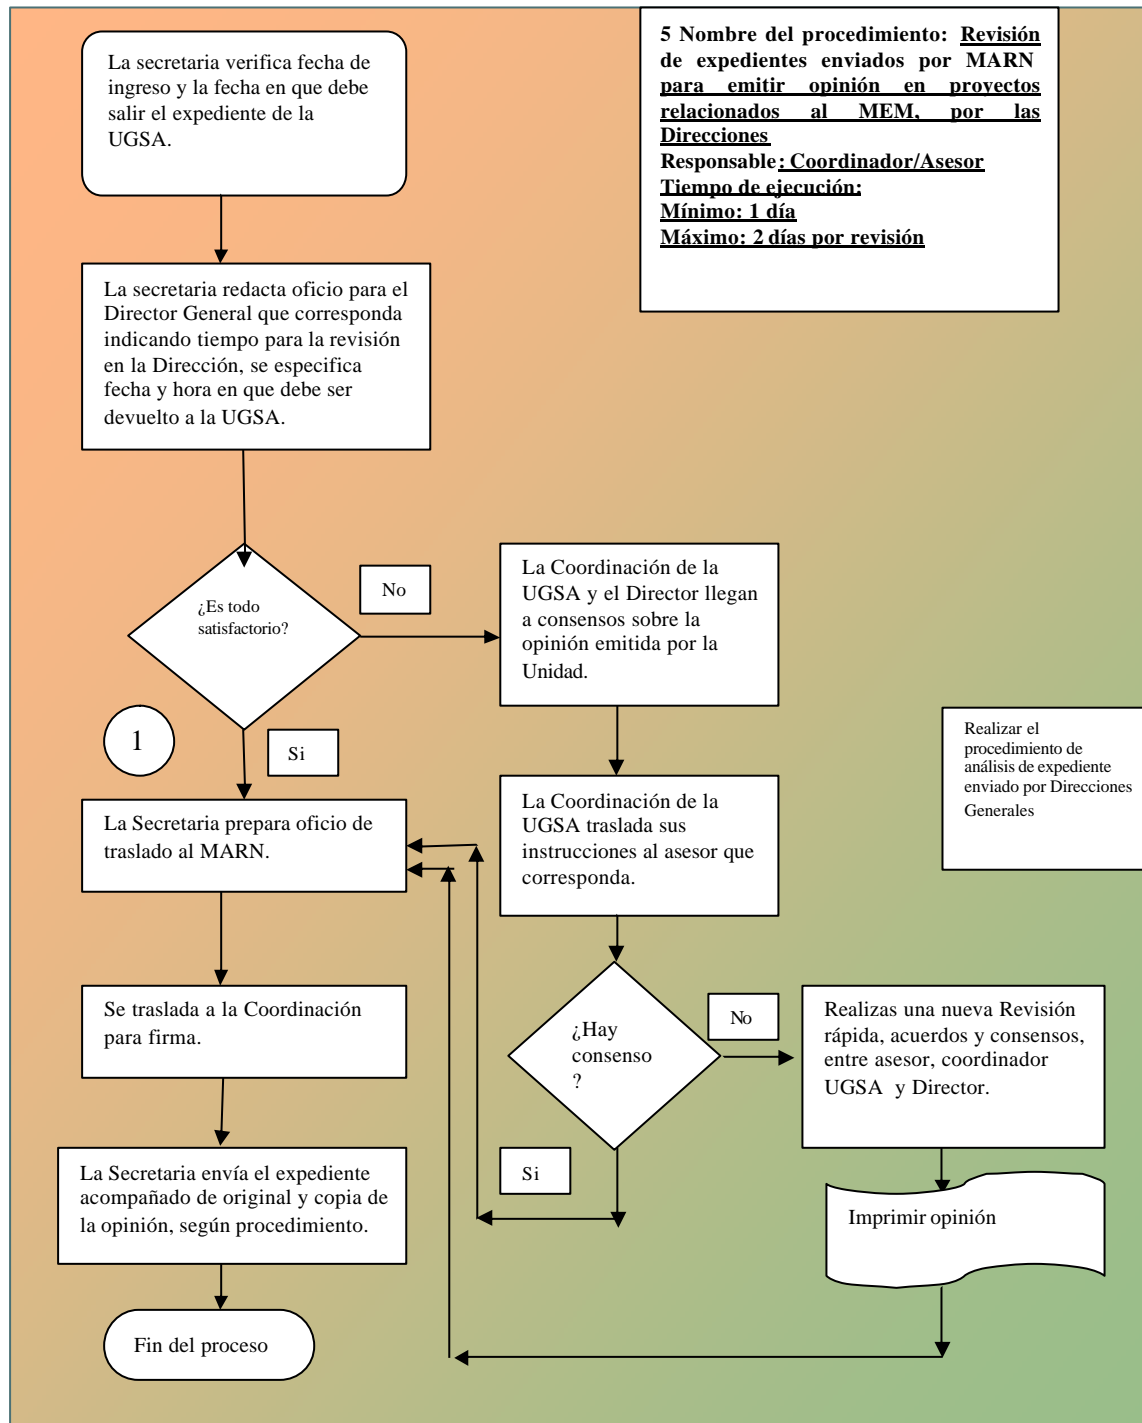 La secretaria verifica fecha de
ingreso y la fecha en que debe
salir el expediente de la
UGSA.
5 Nombre del procedimiento: Revisión
de expedientes enviados por MARN
para emitir opinión en proyectos
relacionados al MEM, por las
Direcciones
Responsable: Coordinador/Asesor
Tiempo de ejecución:
Mínimo: 1 día
Máximo: 2 días por revisión
La secretaria redacta oficio para el
Director General que corresponda
indicando tiempo para la revisión
en la Dirección, se especifica
fecha y hora en que debe ser
devuelto a la UGSA.
¿Es todo
satisfactorio?
No
La Coordinación de la
UGSA y el Director llegan
a consensos sobre la
opinión emitida por la
Unidad.
1
Si
Realizar el
procedimiento de
análisis de expediente
enviado por Direcciones
Generales
La Secretaria prepara oficio de
traslado al MARN.
La Coordinación de la
UGSA traslada sus
instrucciones al asesor que
corresponda.
Se traslada a la Coordinación
para firma.
¿Hay
consenso
?
No
Realizas una nueva Revisión
rápida, acuerdos y consensos,
entre asesor, coordinador
UGSA y Director.
Si
La Secretaria envía el expediente
acompañado de original y copia de
la opinión, según procedimiento.
Imprimir opinión
Fin del proceso